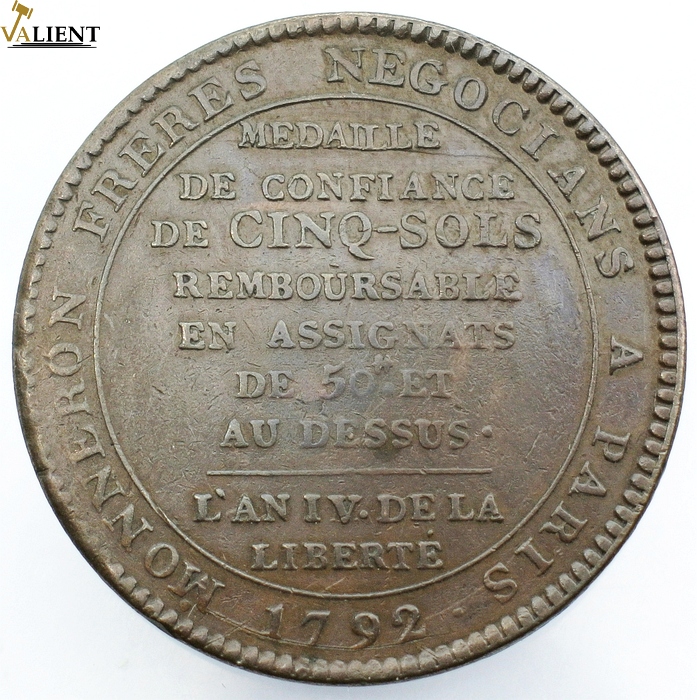 VALIENT
MONNERON FRERES NEGOCIANS A PARIS.
1792
MEDAILLE
DE CONFIANCE
DE CINQ-SOLS
REMBOURSABLE
EN ASSIGNATS
DE 50ᴴ ET
AU DESSUS.
L'AN IV. DE LA
LIBERTÉ